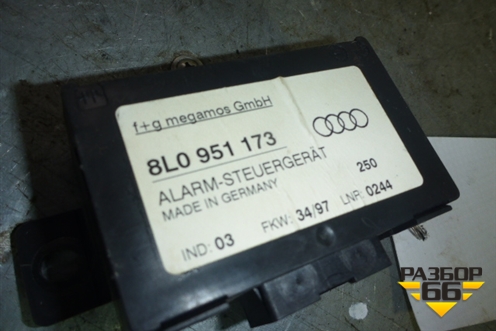 f+g megamos GmbH
8L0 951 173
ALARM-STEUERGERÄT
250
MADE IN GERMANY
IND: 03 FKW: 34/97 LNR: 0244
РАЗБОР
66